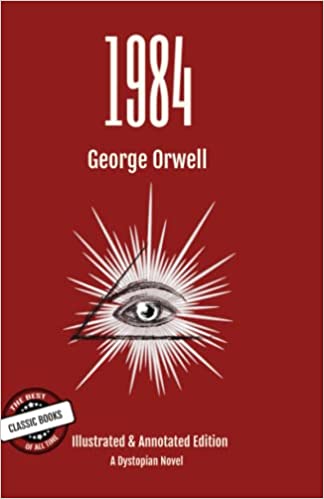 1984
George Orwell
THE BEST
CLASSIC BOOKS
OF ALL TIME
Illustrated & Annotated Edition
A Dystopian Novel